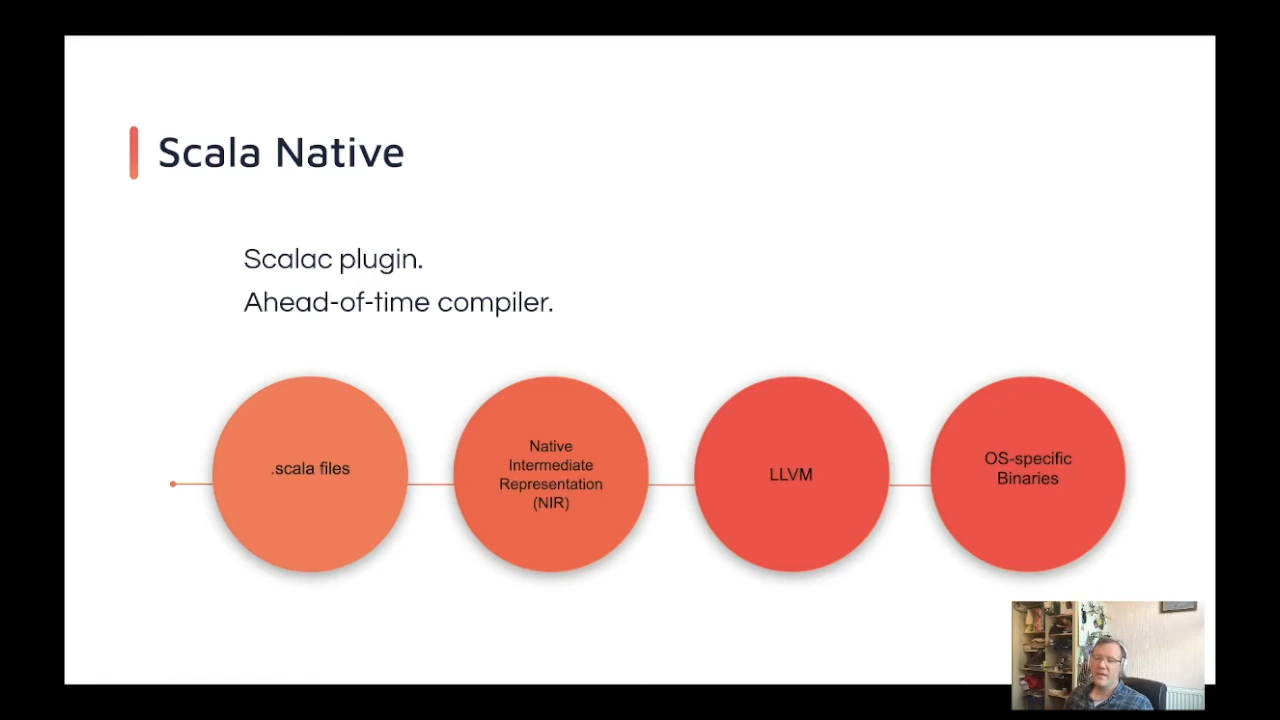 Scala Native
Scalac plugin.
Ahead-of-time compiler.
.scala files
Native
Intermediate
Representation
(NIR)
LLVM
OS-specific
Binaries